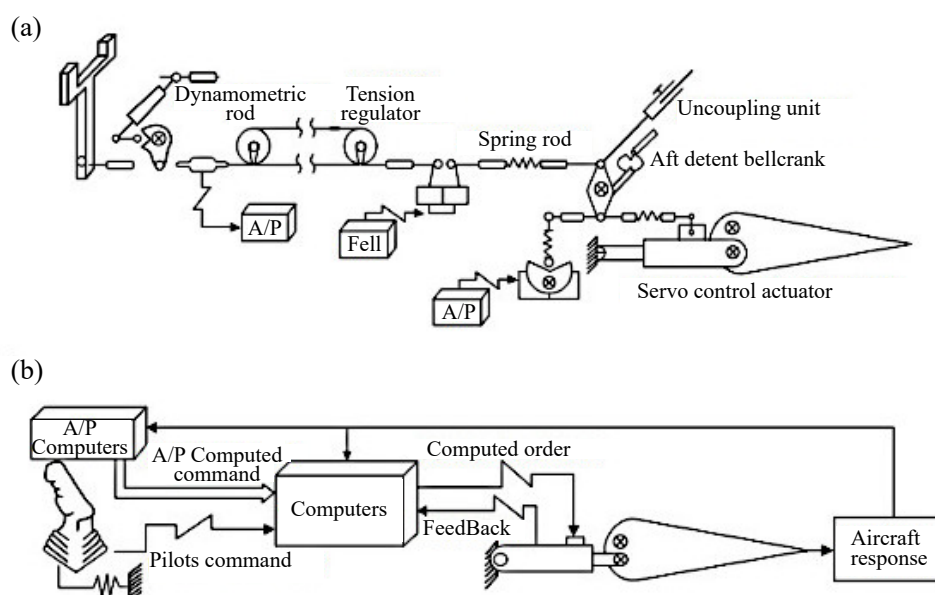 (a)
Dynamometric
rod
Tension
regulator
Spring rod
Uncoupling unit
Aft detent bellcrank
A/P
Fell
A/P
Servo control actuator
(b)
A/P
Computers
A/P Computed
command
Computed order
Computers
FeedBack
Pilots command
Aircraft
response